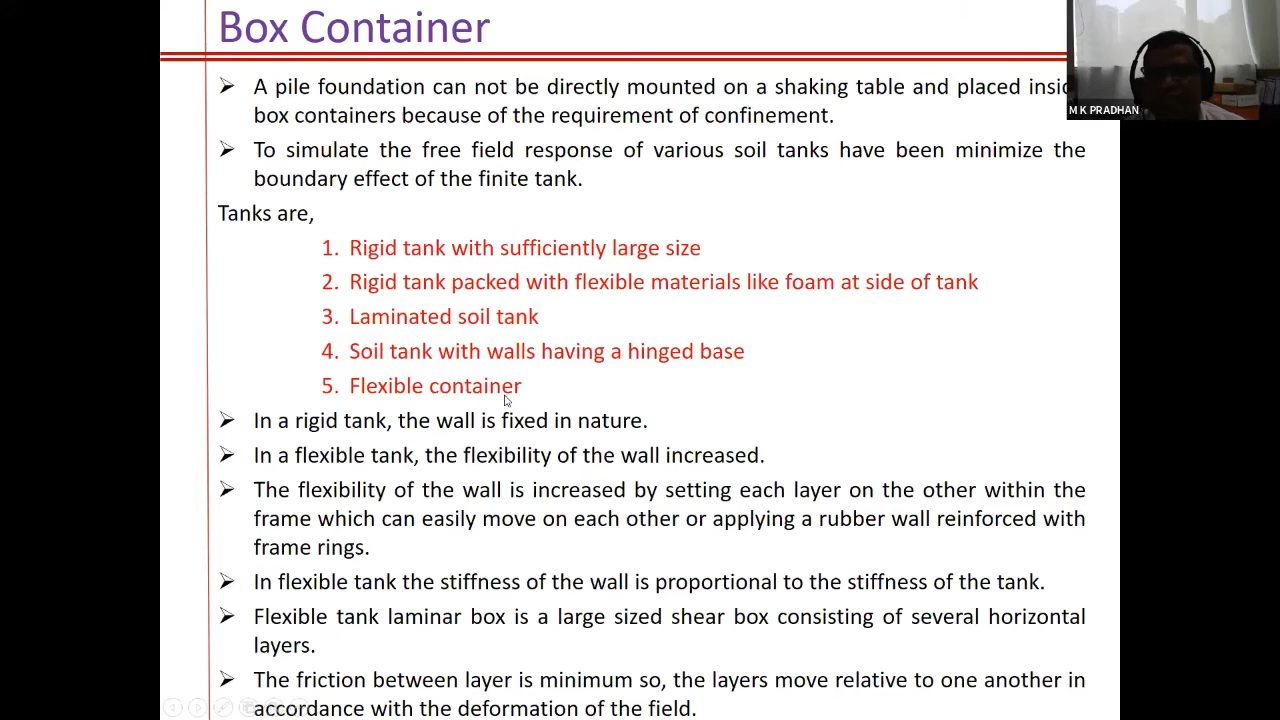 Box Container
M K PRADHAN
➢ A pile foundation can not be directly mounted on a shaking table and placed
box containers because of the requirement of confinement.
➢ To simulate the free field response of various soil tanks have been minimize the
boundary effect of the finite tank.
Tanks are,
1. Rigid tank with sufficiently large size
2. Rigid tank packed with flexible materials like foam at side of tank
3. Laminated soil tank
4. Soil tank with walls having a hinged base
5. Flexible container
➢ In a rigid tank, the wall is fixed in nature.
➢ In a flexible tank, the flexibility of the wall increased.
➢ The flexibility of the wall is increased by setting each layer on the other within the
frame which can easily move on each other or applying a rubber wall reinforced with
frame rings.
➢ In flexible tank the stiffness of the wall is proportional to the stiffness of the tank.
➢ Flexible tank laminar box is a large sized shear box consisting of several horizontal
layers.
➢ The friction between layer is minimum so, the layers move relative to one another in
accordance with the deformation of the field.